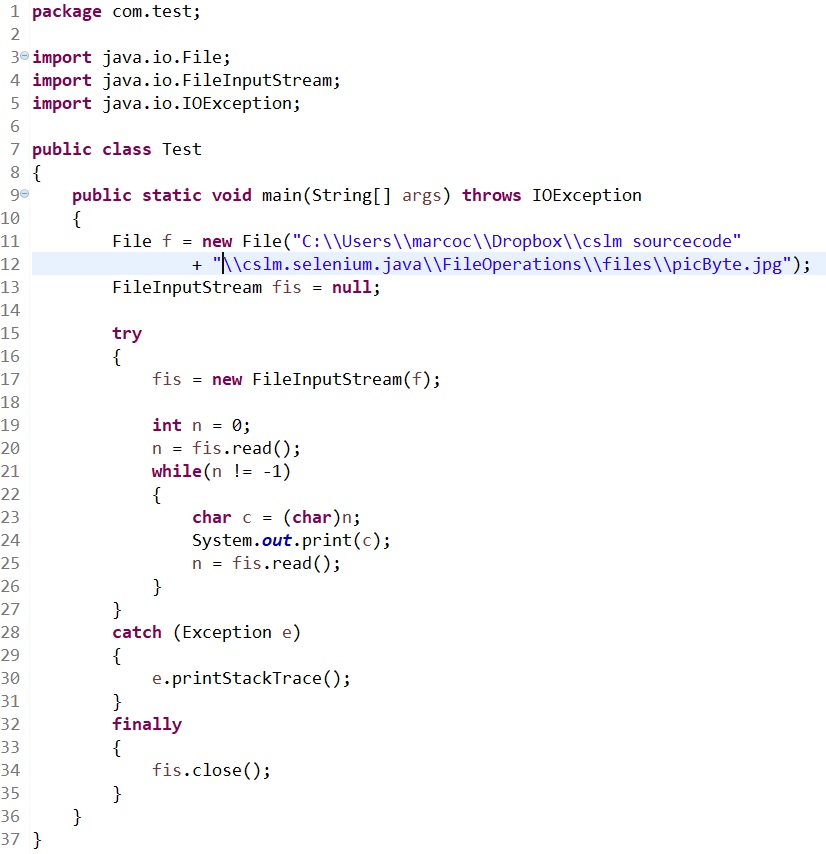 1 package com.test;
2
3 import java.io.File;
4 import java.io.FileInputStream;
5 import java.io.IOException;
6
7 public class Test
8 {
9     public static void main(String[] args) throws IOException
10     {
11         File f = new File("C:\\Users\\marcoc\\Dropbox\\cslm sourcecode"
12                 + "\\cslm.selenium.java\\FileOperations\\files\\picByte.jpg");
13         FileInputStream fis = null;
14
15         try
16         {
17             fis = new FileInputStream(f);
18
19             int n = 0;
20             n = fis.read();
21             while(n != -1)
22             {
23                 char c = (char)n;
24                 System.out.print(c);
25                 n = fis.read();
26             }
27         }
28         catch (Exception e)
29         {
30             e.printStackTrace();
31         }
32         finally
33         {
34             fis.close();
35         }
36     }
37 }